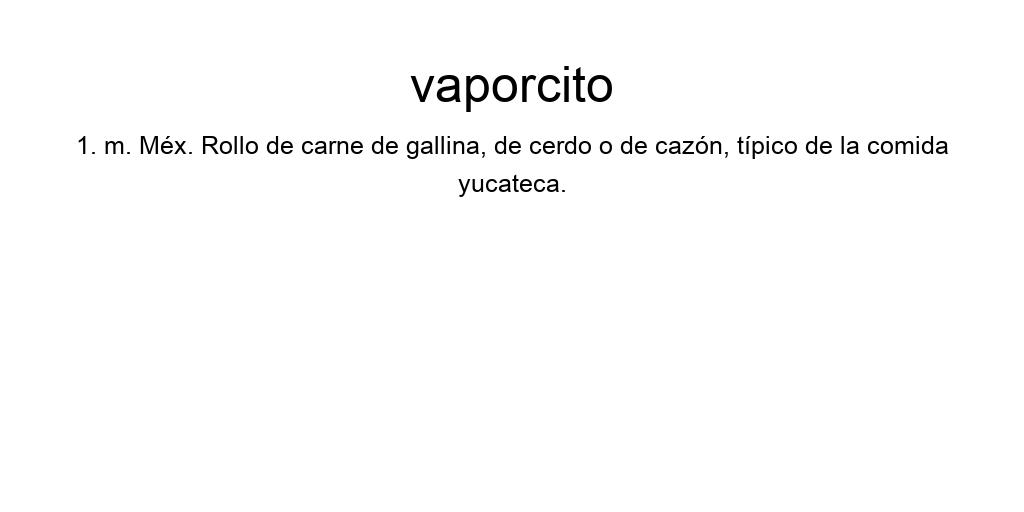 vaporcito
1. m. Méx. Rollo de carne de gallina, de cerdo o de cazón, típico de la comida
yucateca.